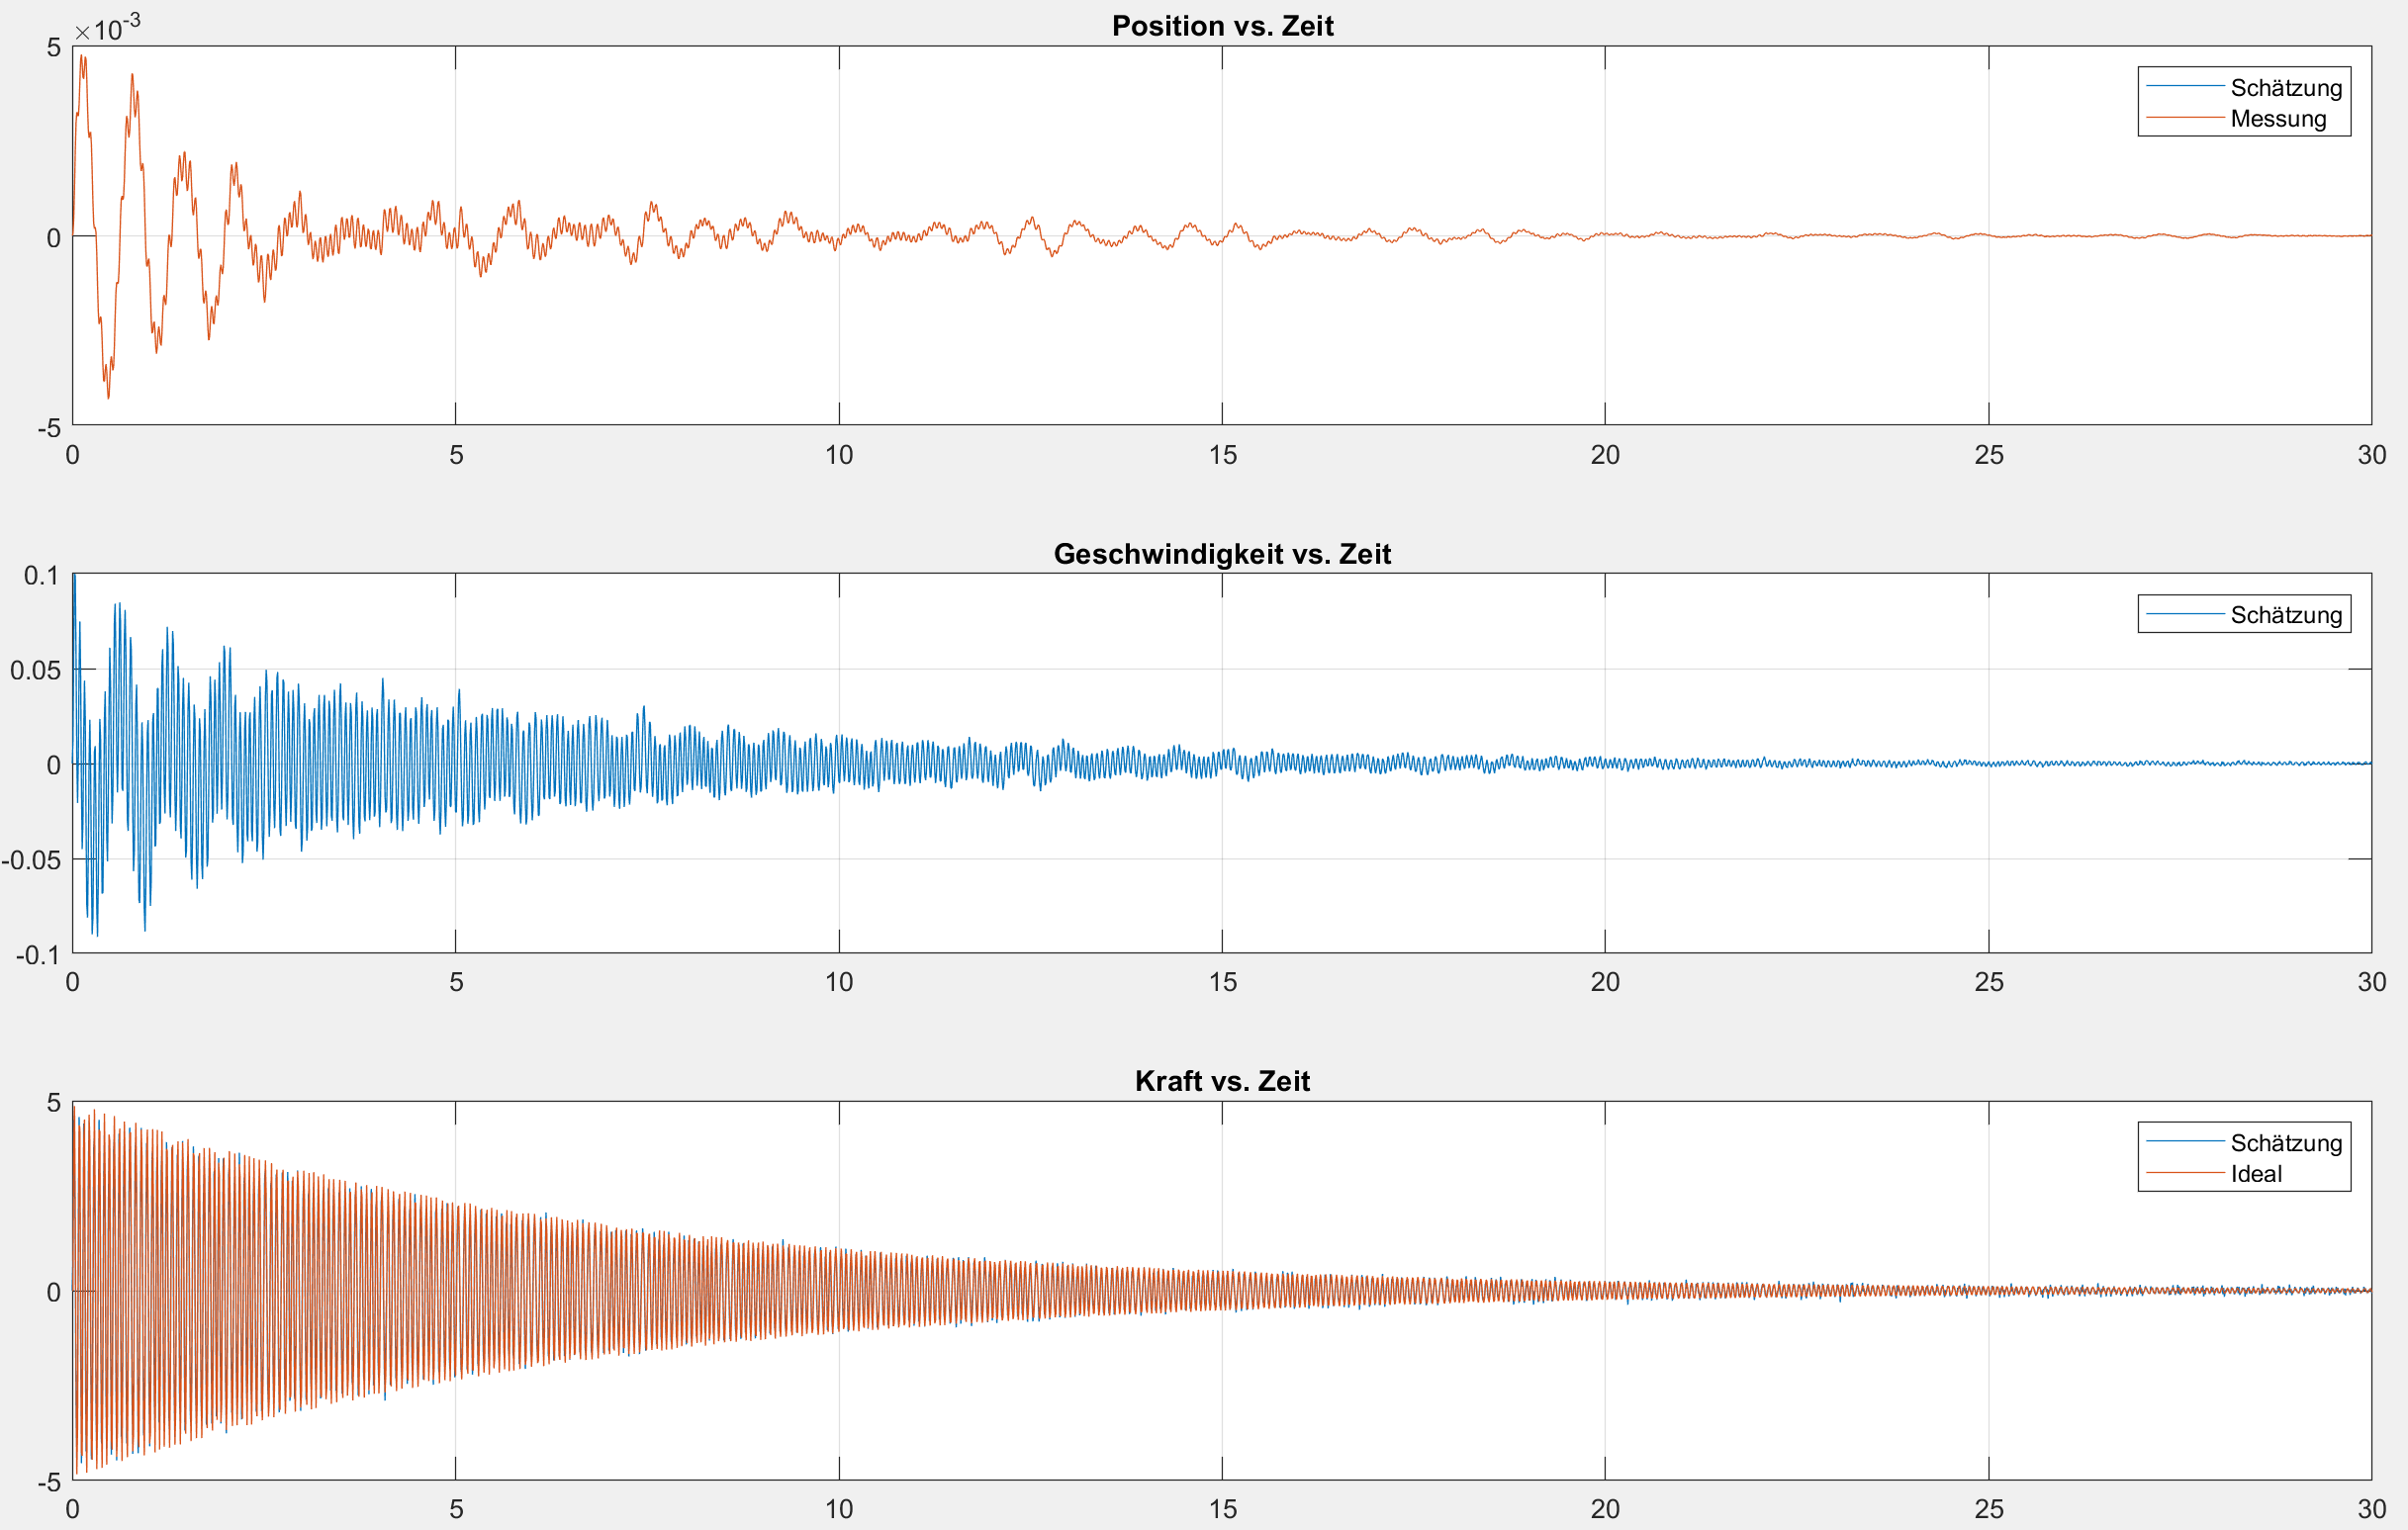 Position vs. Zeit
×10-3
5
0
-5
0 5 10 15 20 25 30
Schätzung
Messung
Geschwindigkeit vs. Zeit
0.1
0.05
0
-0.05
-0.1
0 5 10 15 20 25 30
Schätzung
Kraft vs. Zeit
5
0
-5
0 5 10 15 20 25 30
Schätzung
Ideal